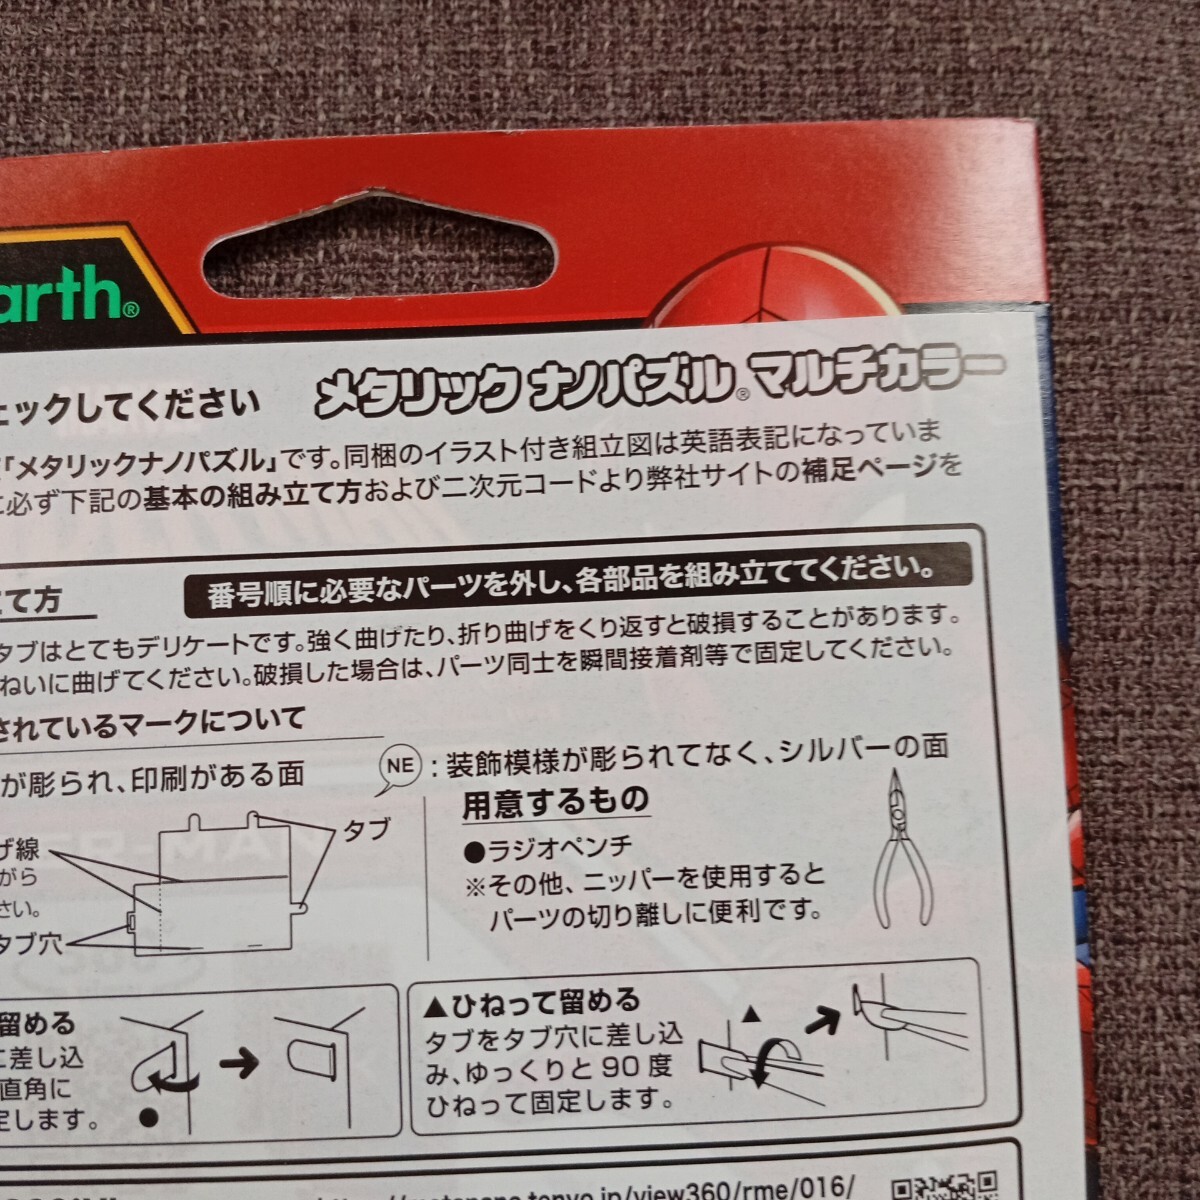 arth®
ェックしてください
メタリック ナノパズル® マルチカラー
「メタリックナノパズル」です。同梱のイラスト付き組立図は英語表記になっていま
に必ず下記の基本の組み立て方および二次元コードより弊社サイトの補足ページを
て方
番号順に必要なパーツを外し、各部品を組み立ててください。
タブはとてもデリケートです。強く曲げたり、折り曲げをくり返すと破損することがあります。
ねいに曲げてください。破損した場合は、パーツ同士を瞬間接着剤等で固定してください。
されているマークについて
が彫られ、印刷がある面
NE : 装飾模様が彫られてなく、シルバーの面
げ線
がら
さい。
タブ穴
タブ
用意するもの
●ラジオペンチ
※その他、ニッパーを使用すると
パーツの切り離しに便利です。
留める
に差し込
直角に
定します。
●
▲ひねって留める
タブをタブ穴に差し込
み、ゆっくりと90度
ひねって固定します。
▲
tenyo.jp/view360/rme/016/